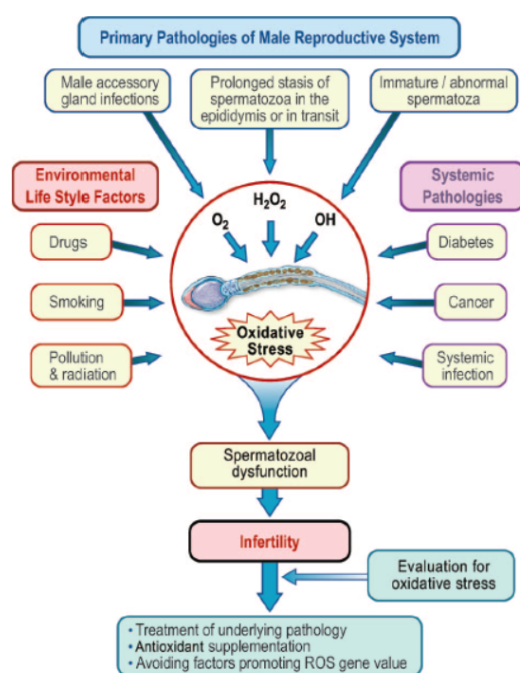 Primary Pathologies of Male Reproductive System
Male accessory
gland infections
Prolonged stasis of
spermatozoa in the
epididymis or in transit
Immature / abnormal
spermatoza
Environmental
Life Style Factors
Systemic
Pathologies
O2
H2O2
OH
Drugs
Smoking
Pollution
& radiation
Diabetes
Cancer
Systemic
infection
Oxidative
Stress
Spermatozoal
dysfunction
Infertility
Evaluation for
oxidative stress
• Treatment of underlying pathology
• Antioxidant supplementation
• Avoiding factors promoting ROS gene value